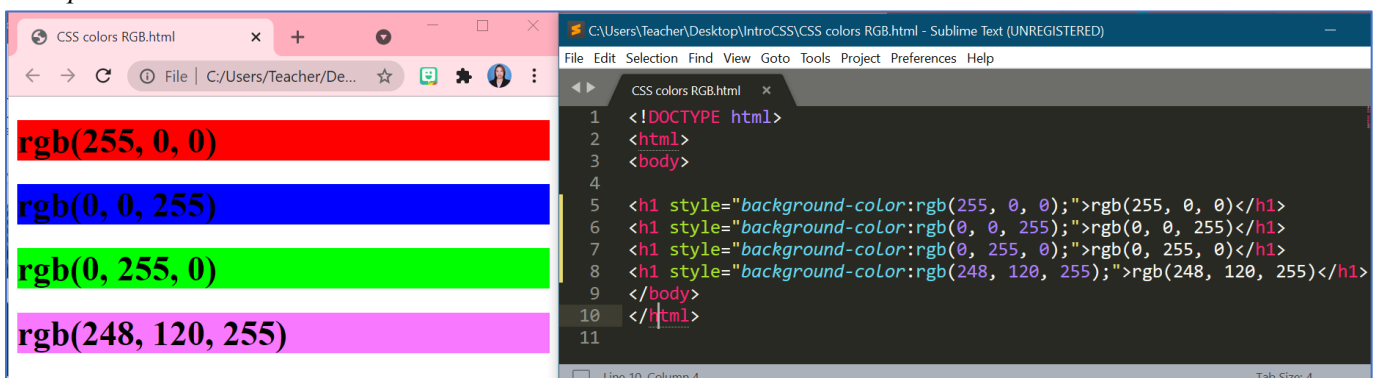 CSS colors RGB.html
File | C:/Users/Teacher/De...
rgb(255, 0, 0)
rgb(0, 0, 255)
rgb(0, 255, 0)
rgb(248, 120, 255)
C:\Users\Teacher\Desktop\IntroCSS\CSS colors RGB.html - Sublime Text (UNREGISTERED)
File Edit Selection Find View Goto Tools Project Preferences Help
CSS colors RGB.html
1 <!DOCTYPE html>
2 <html>
3 <body>
4
5 <h1 style="background-color:rgb(255, 0, 0);">rgb(255, 0, 0)</h1>
6 <h1 style="background-color:rgb(0, 0, 255);">rgb(0, 0, 255)</h1>
7 <h1 style="background-color:rgb(0, 255, 0);">rgb(0, 255, 0)</h1>
8 <h1 style="background-color:rgb(248, 120, 255);">rgb(248, 120, 255)</h1>
9 </body>
10 </html>
11
Line 10, Column 4
Tab Size: 4